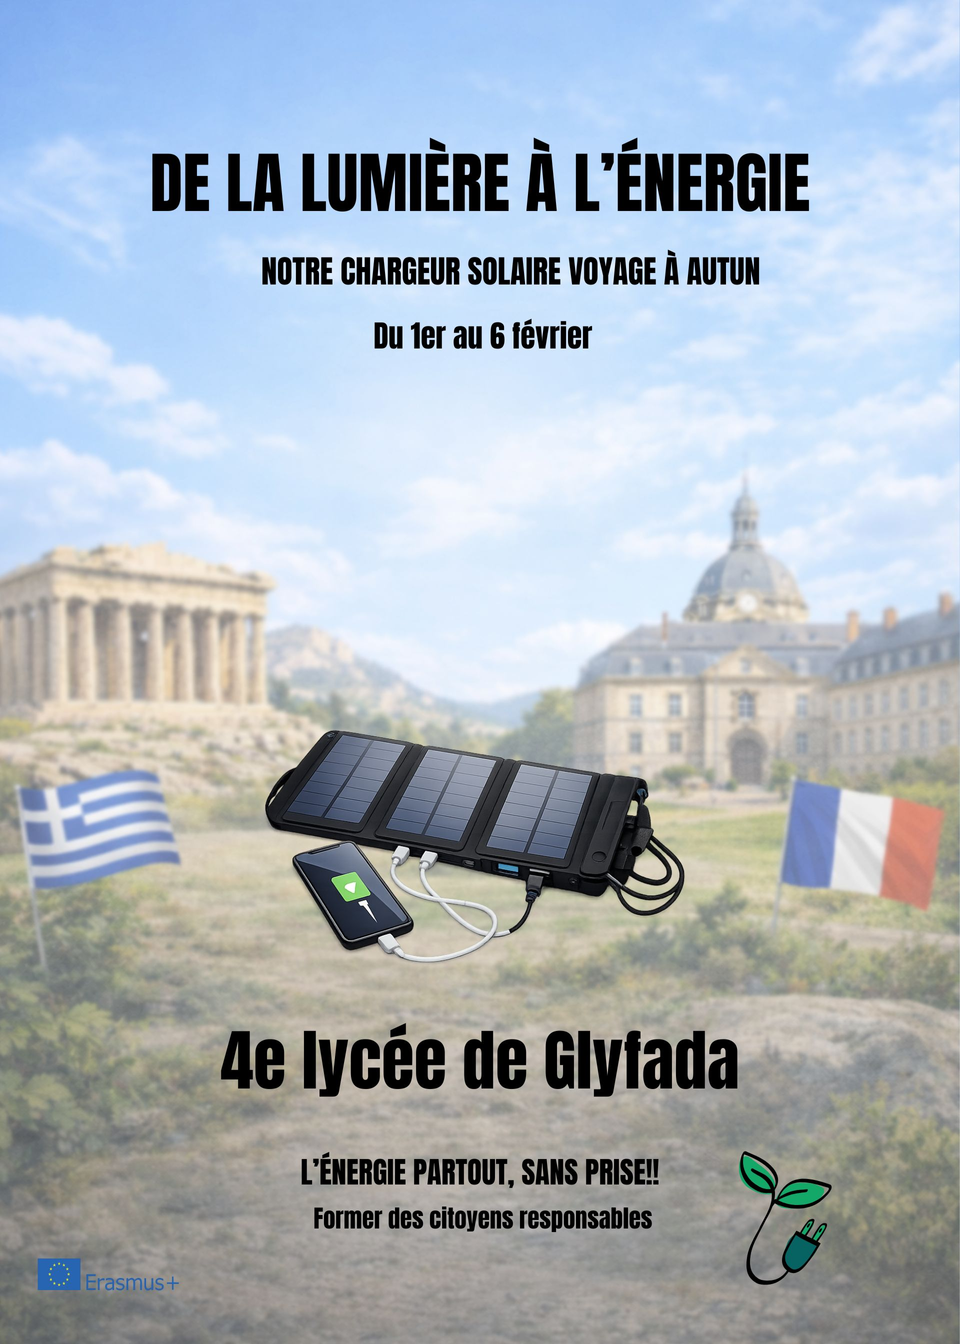 DE LA LUMIÈRE À L’ÉNERGIE
NOTRE CHARGEUR SOLAIRE VOYAGE À AUTUN
Du 1er au 6 février
4e lycée de Glyfada
L’ÉNERGIE PARTOUT, SANS PRISE!!
Former des citoyens responsables
Erasmus+